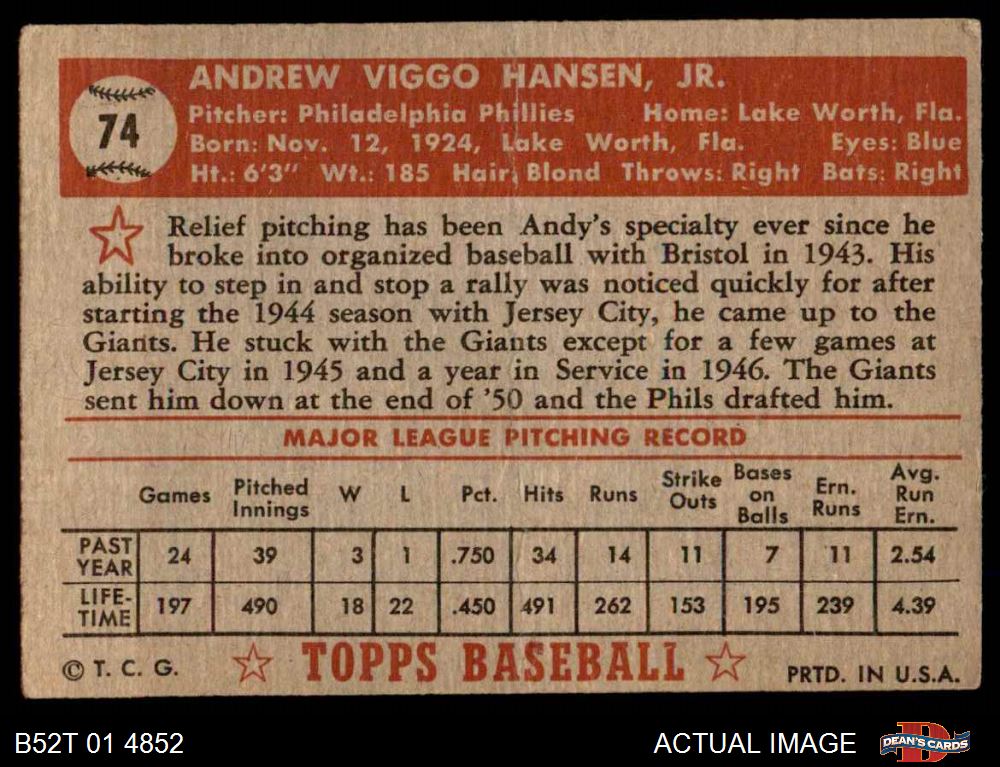 74
ANDREW VIGGO HANSEN, JR.
Pitcher: Philadelphia Phillies Home: Lake Worth, Fla.
Born: Nov. 12, 1924, Lake Worth, Fla. Eyes: Blue
Ht.: 6'3" Wt.: 185 Hair: Blond Throws: Right Bats: Right
Relief pitching has been Andy's specialty ever since he
broke into organized baseball with Bristol in 1943. His
ability to step in and stop a rally was noticed quickly for after
starting the 1944 season with Jersey City, he came up to the
Giants. He stuck with the Giants except for a few games at
Jersey City in 1945 and a year in Service in 1946. The Giants
sent him down at the end of '50 and the Phils drafted him.
MAJOR LEAGUE PITCHING RECORD
Games Pitched Innings W L Pct. Hits Runs Strike Outs Bases on Balls Ern. Runs Avg. Run Ern.
PAST YEAR 24 39 3 1 .750 34 14 11 7 11 2.54
LIFE-TIME 197 490 18 22 .450 491 262 153 195 239 4.39
© T. C. G. TOPPS BASEBALL PRTD. IN U.S.A.
B52T 01 4852 ACTUAL IMAGE DEAN'S CARDS